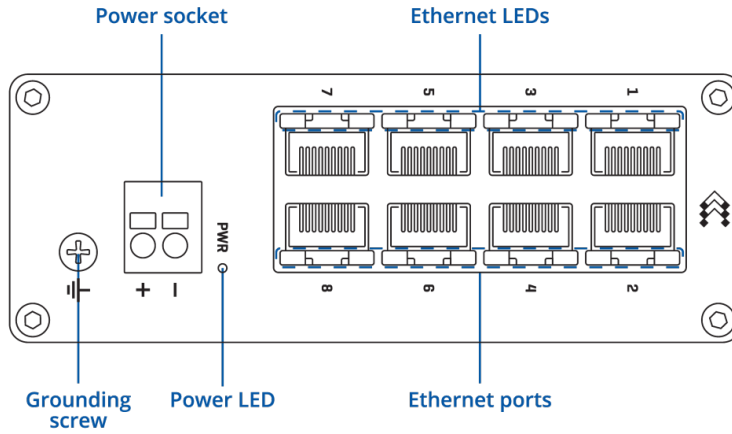 Power socket
Ethernet LEDs
7 5 3 1
PWR
+ −
8 6 4 2
Grounding
screw
Power LED
Ethernet ports